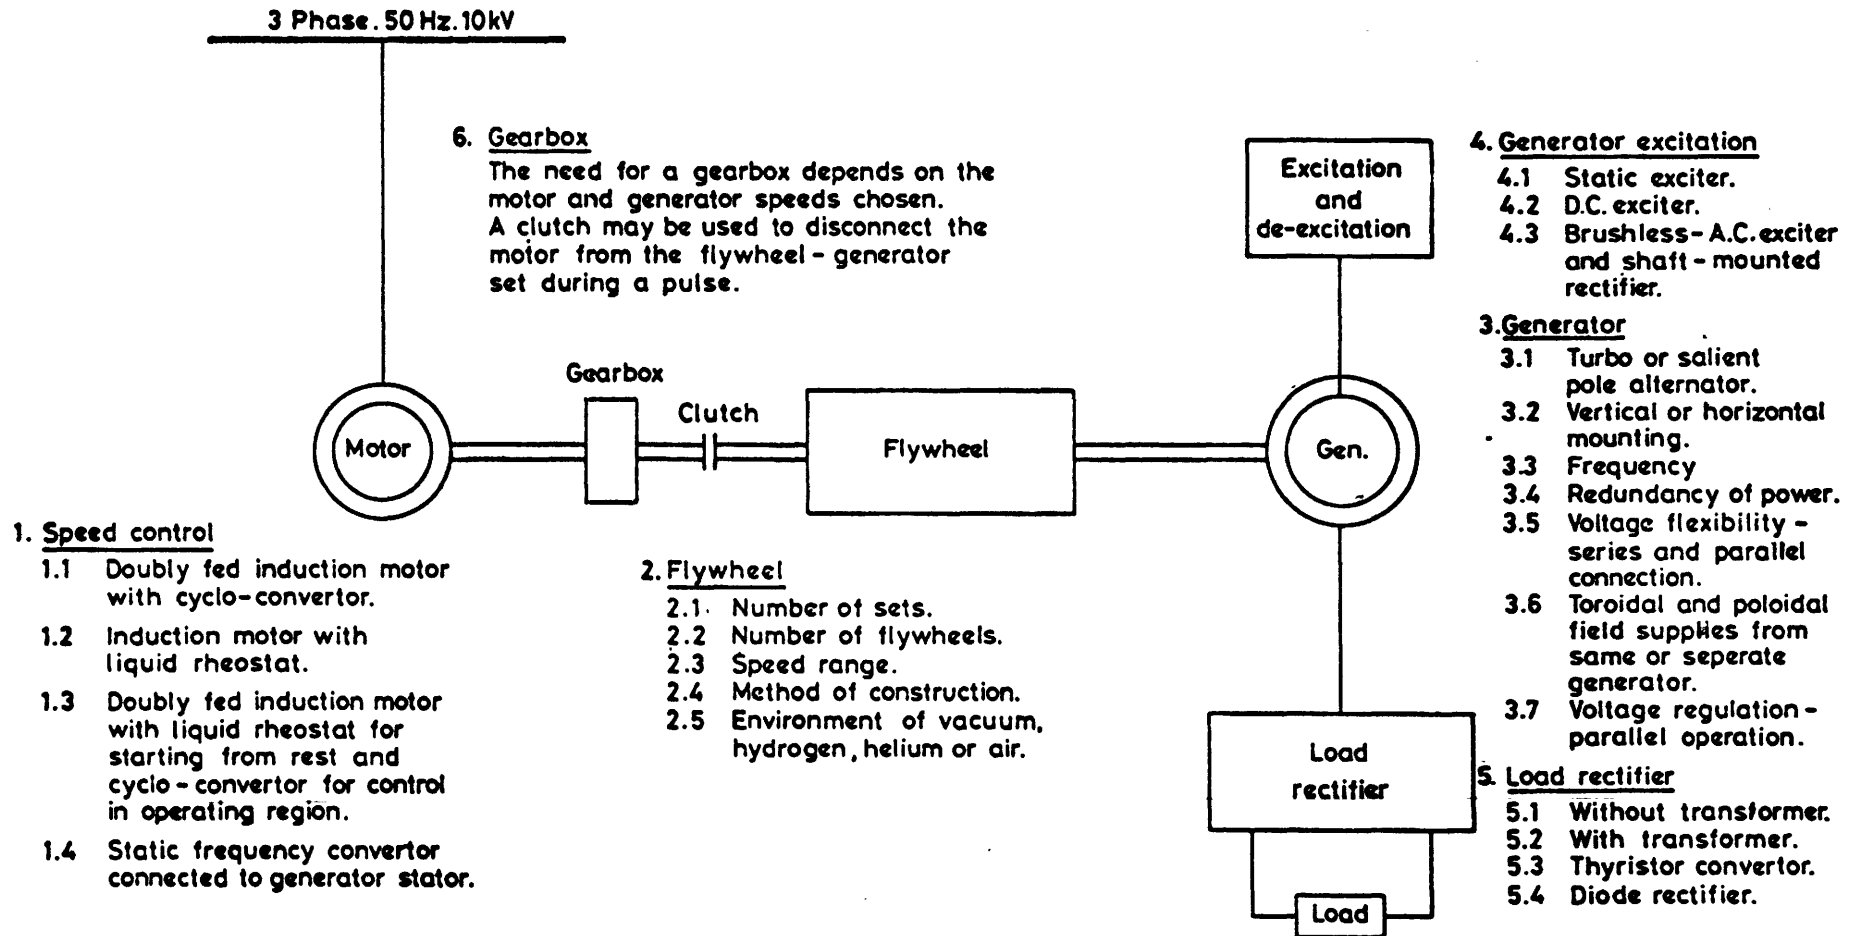 3 Phase. 50 Hz. 10kV
6. Gearbox
The need for a gearbox depends on the
motor and generator speeds chosen.
A clutch may be used to disconnect the
motor from the flywheel - generator
set during a pulse.
Excitation
and
de-excitation
Gearbox
Clutch
Motor
Flywheel
Gen.
1. Speed control
1.1 Doubly fed induction motor
with cyclo-convertor.
1.2 Induction motor with
liquid rheostat.
1.3 Doubly fed induction motor
with liquid rheostat for
starting from rest and
cyclo - convertor for control
in operating region.
1.4 Static frequency convertor
connected to generator stator.
2. Flywheel
2.1 Number of sets.
2.2 Number of flywheels.
2.3 Speed range.
2.4 Method of construction.
2.5 Environment of vacuum,
hydrogen, helium or air.
4. Generator excitation
4.1 Static exciter.
4.2 D.C. exciter.
4.3 Brushless - A.C. exciter
and shaft - mounted
rectifier.
3. Generator
3.1 Turbo or salient
pole alternator.
3.2 Vertical or horizontal
mounting.
3.3 Frequency
3.4 Redundancy of power.
3.5 Voltage flexibility -
series and parallel
connection.
3.6 Toroidal and poloidal
field supplies from
same or seperate
generator.
3.7 Voltage regulation -
parallel operation.
Load
rectifier
5. Load rectifier
5.1 Without transformer.
5.2 With transformer.
5.3 Thyristor convertor.
5.4 Diode rectifier.
Load